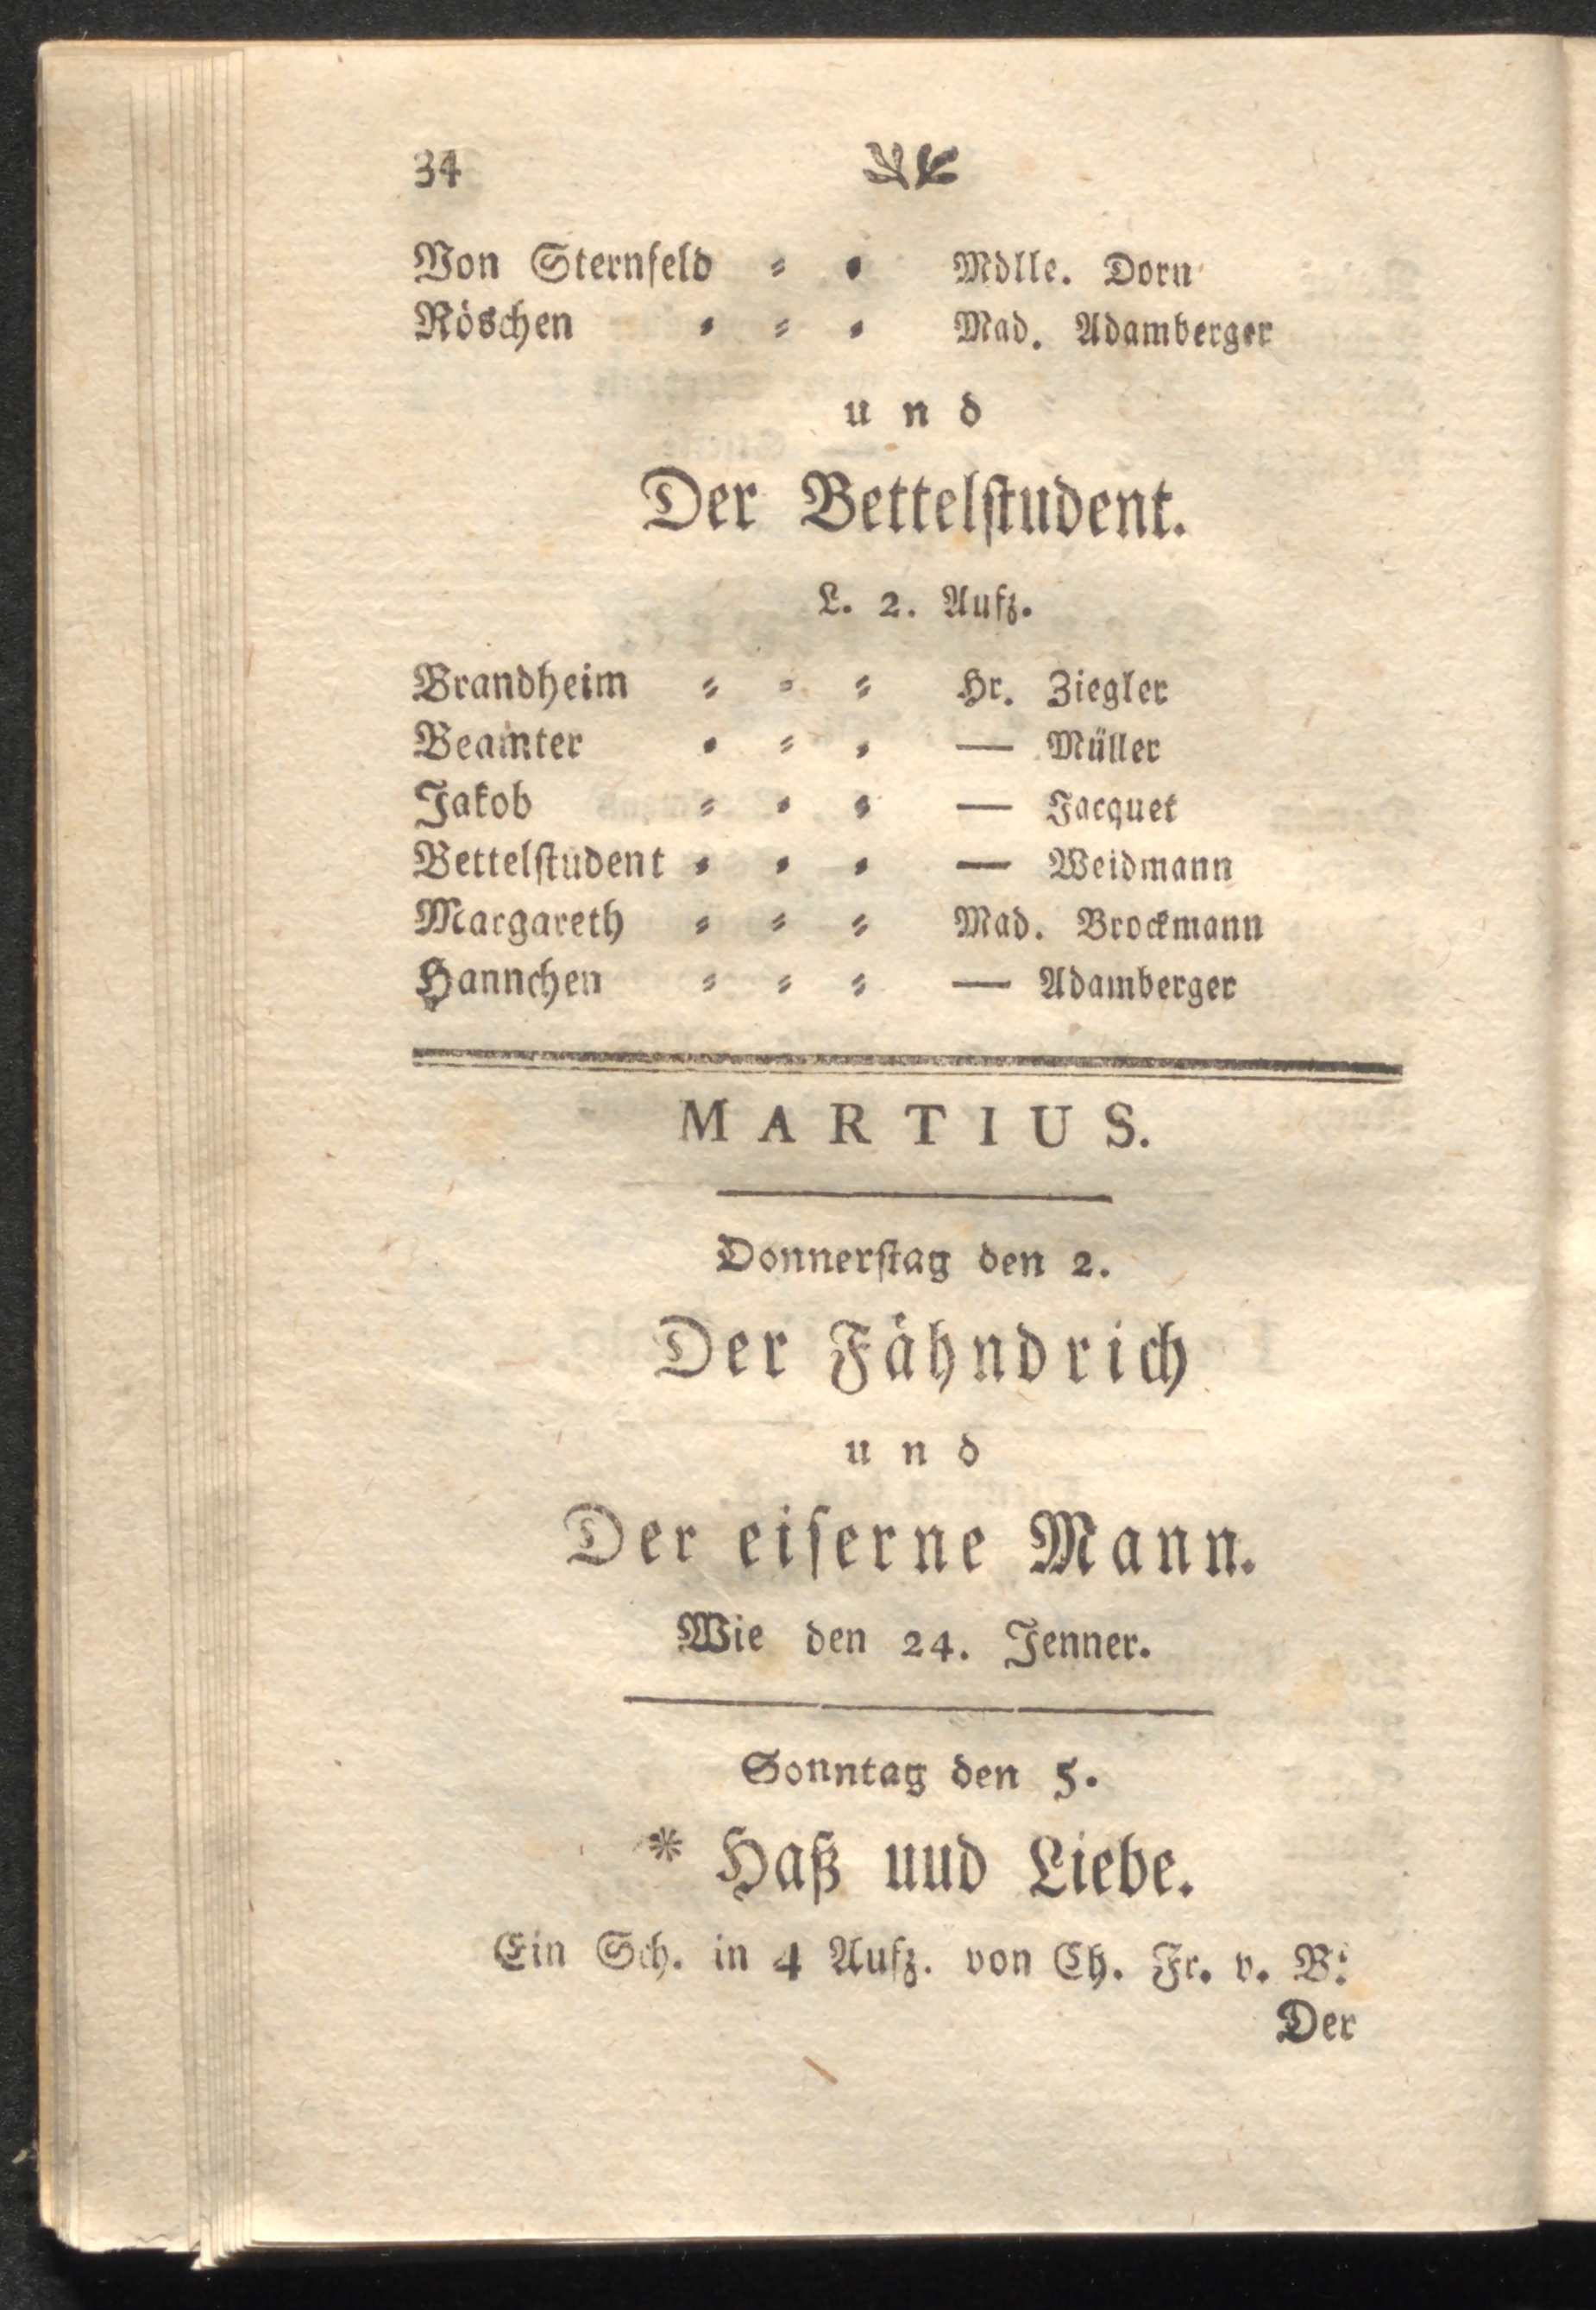 34
Von Sternfeld = = Mdlle. Dorn
Röschen = = = Mad. Adamberger
und
Der Bettelstudent.
L. 2. Aufz.
Brandheim = = = Hr. Ziegler
Beamter = = = — Müller
Jakob = = = — Jacquet
Bettelstudent = = = — Weidmann
Margareth = = = Mad. Brockmann
Hannchen = = = — Adamberger
MARTIUS.
Donnerstag den 2.
Der Fähndrich
und
Der eiserne Mann.
Wie den 24. Jenner.
Sonntag den 5.
* Haß uud Liebe.
Ein Sch. in 4 Aufz. von Ch. Fr. v. B.
Der